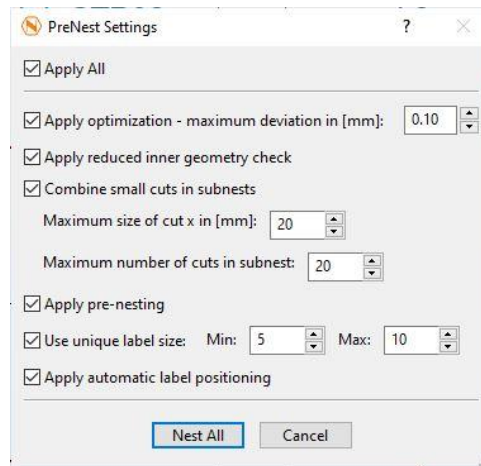 PreNest Settings ?
Apply All
Apply optimization - maximum deviation in [mm]: 0.10
Apply reduced inner geometry check
Combine small cuts in subnests
Maximum size of cut x in [mm]: 20
Maximum number of cuts in subnest: 20
Apply pre-nesting
Use unique label size: Min: 5 Max: 10
Apply automatic label positioning
Nest All Cancel